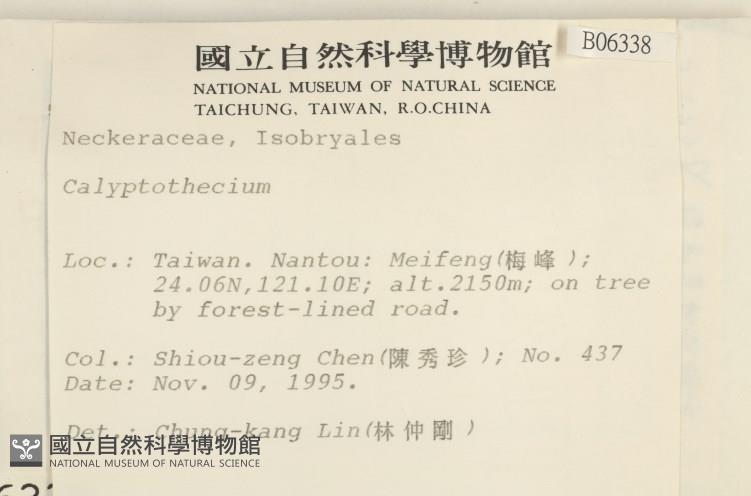 國立自然科學博物館
B06338
NATIONAL MUSEUM OF NATURAL SCIENCE
TAICHUNG, TAIWAN, R.O.CHINA
Neckeraceae, Isobryales
Calyptothecium
Loc.: Taiwan. Nantou: Meifeng(梅峰);
24.06N,121.10E; alt.2150m; on tree
by forest-lined road.
Col.: Shiou-zeng Chen(陳秀珍); No. 437
Date: Nov. 09, 1995.
Det.: Chung-kang Lin(林仲剛)
國立自然科學博物館
NATIONAL MUSEUM OF NATURAL SCIENCE